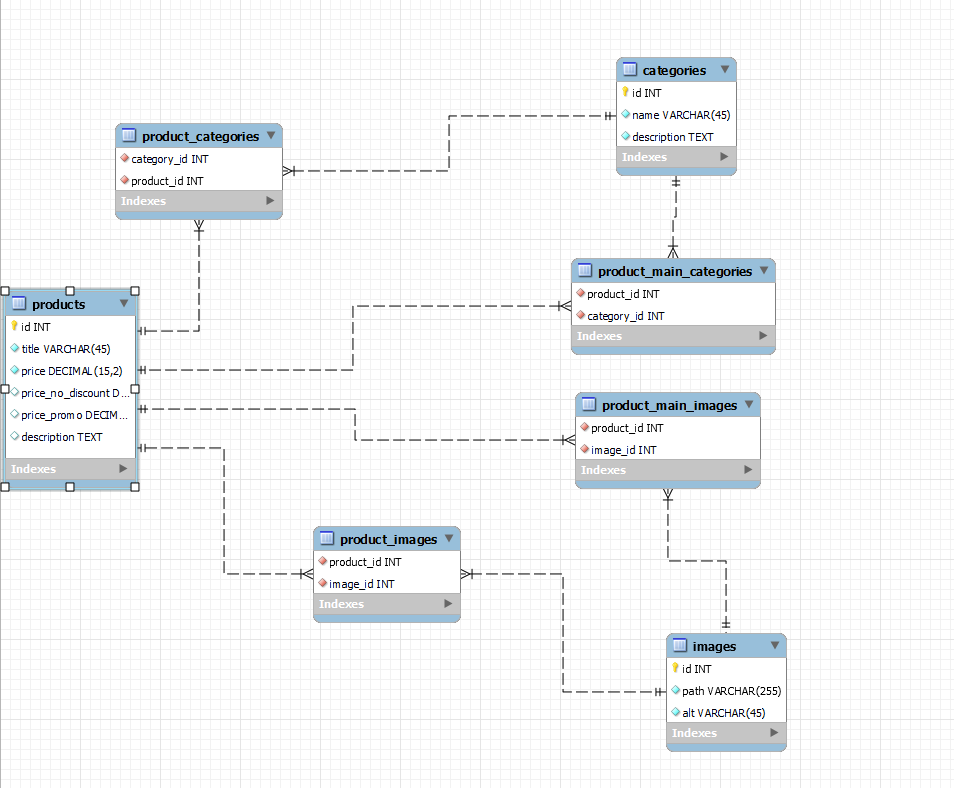 categories
id INT
name VARCHAR(45)
description TEXT
Indexes
product_categories
category_id INT
product_id INT
Indexes
product_main_categories
product_id INT
category_id INT
Indexes
products
id INT
title VARCHAR(45)
price DECIMAL(15,2)
price_no_discount D...
price_promo DECIM...
description TEXT
Indexes
product_main_images
product_id INT
image_id INT
Indexes
product_images
product_id INT
image_id INT
Indexes
images
id INT
path VARCHAR(255)
alt VARCHAR(45)
Indexes